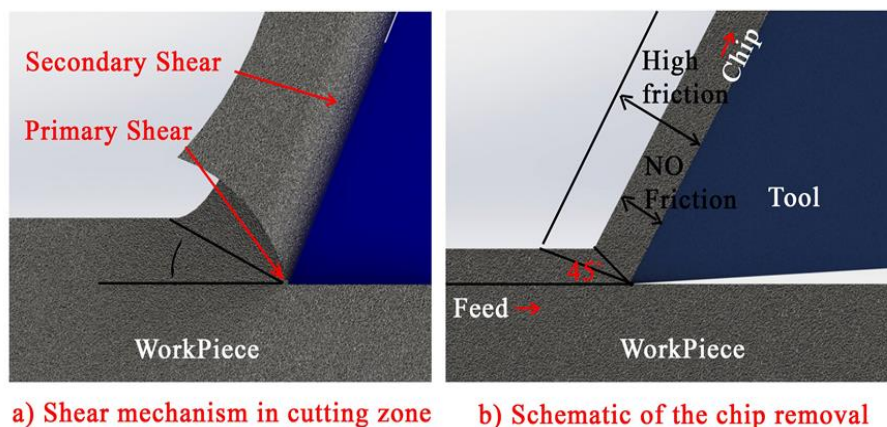 Secondary Shear
Primary Shear
WorkPiece
a) Shear mechanism in cutting zone
High
friction
Chip
NO
Friction
Tool
45°
Feed
WorkPiece
b) Schematic of the chip removal